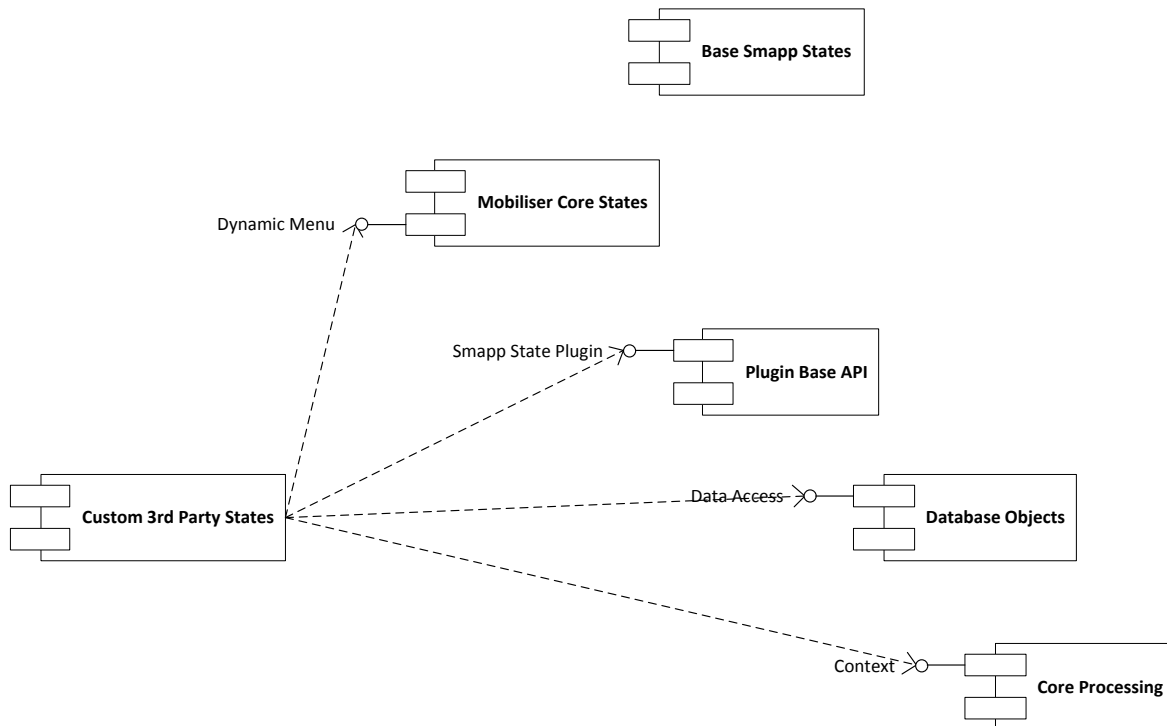 Base Smapp States
Mobiliser Core States
Dynamic Menu
Smapp State Plugin
Plugin Base API
Custom 3rd Party States
Data Access
Database Objects
Context
Core Processing